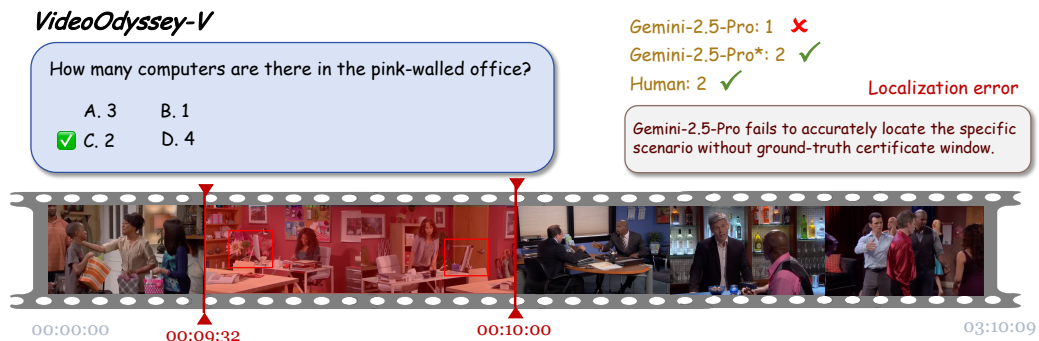 VideoOdyssey-V
How many computers are there in the pink-walled office?
A. 3 B. 1
C. 2 D. 4
Gemini-2.5-Pro: 1
Gemini-2.5-Pro*: 2
Human: 2
Localization error
Gemini-2.5-Pro fails to accurately locate the specific
scenario without ground-truth certificate window.
00:00:00
00:09:32
00:10:00
03:10:09